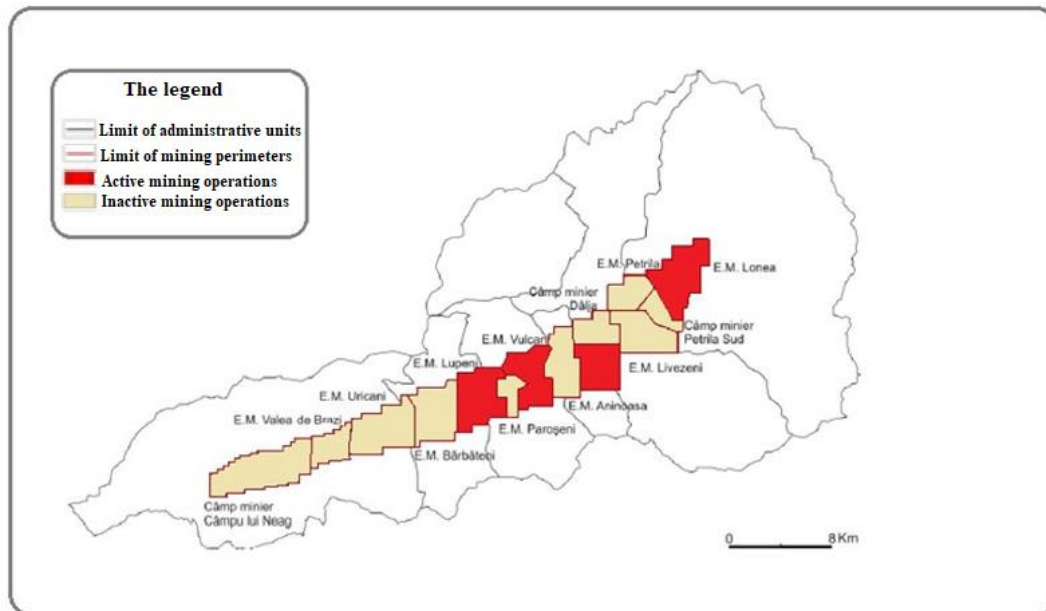 The legend
Limit of administrative units
Limit of mining perimeters
Active mining operations
Inactive mining operations
E.M. Petrila
E.M. Lonea
Câmp minier
Dâlja
Câmp minier
Petrila Sud
E.M. Vulcan
E.M. Lupeni
E.M. Livezeni
E.M. Uricani
E.M. Aninoasa
E.M. Valea de Brazi
E.M. Paroşeni
E.M. Bărbăteni
Câmp minier
Câmpu lui Neag
0 8 Km